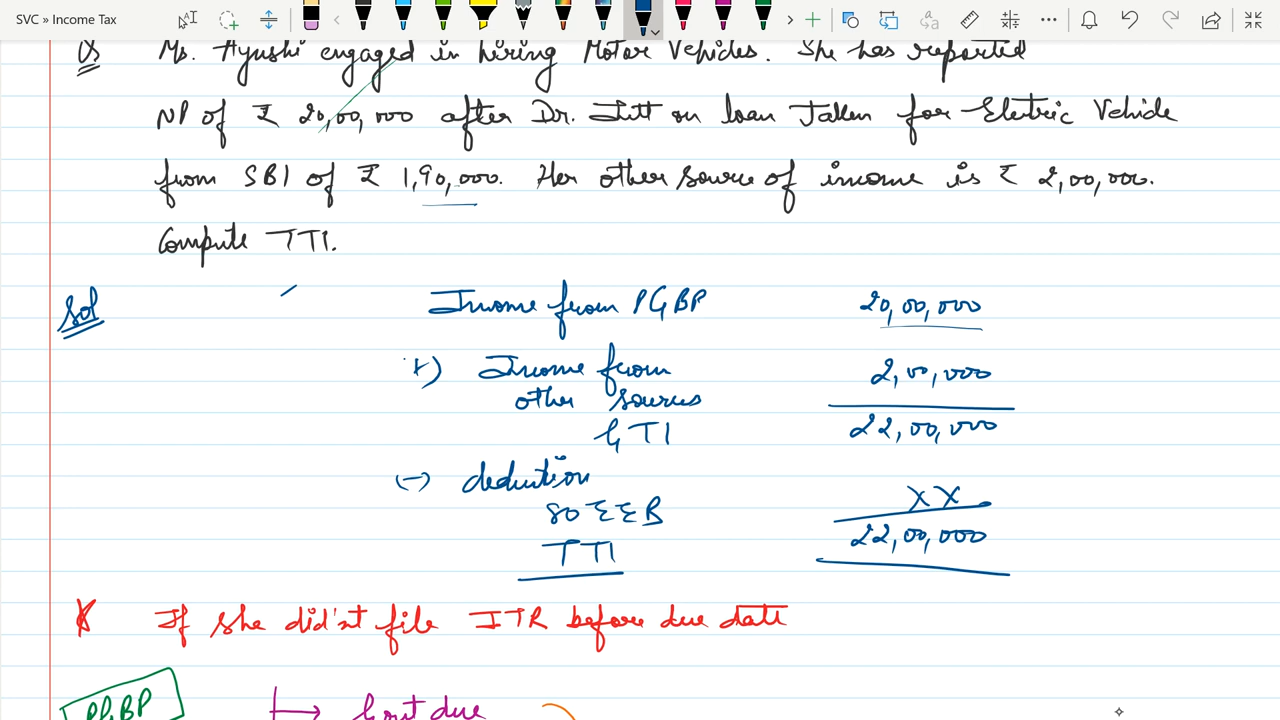 SVC » Income Tax
Q Ms. Ayushi engaged in hiring Motor Vehicles. She has reported
NP of ₹ 20,00,000 after Dr. Intt on loan Taken for Electric Vehicle
from SBI of ₹ 1,90,000. Her other source of income is ₹ 2,00,000.
Compute TTI.
Sol Income from PGBP 20,00,000
+) Income from 2,00,000
other sources
GTI 22,00,000
(-) deduction
80 EEB XX
TTI 22,00,000
* If she did'nt file ITR before due date
PGBP
Govt due